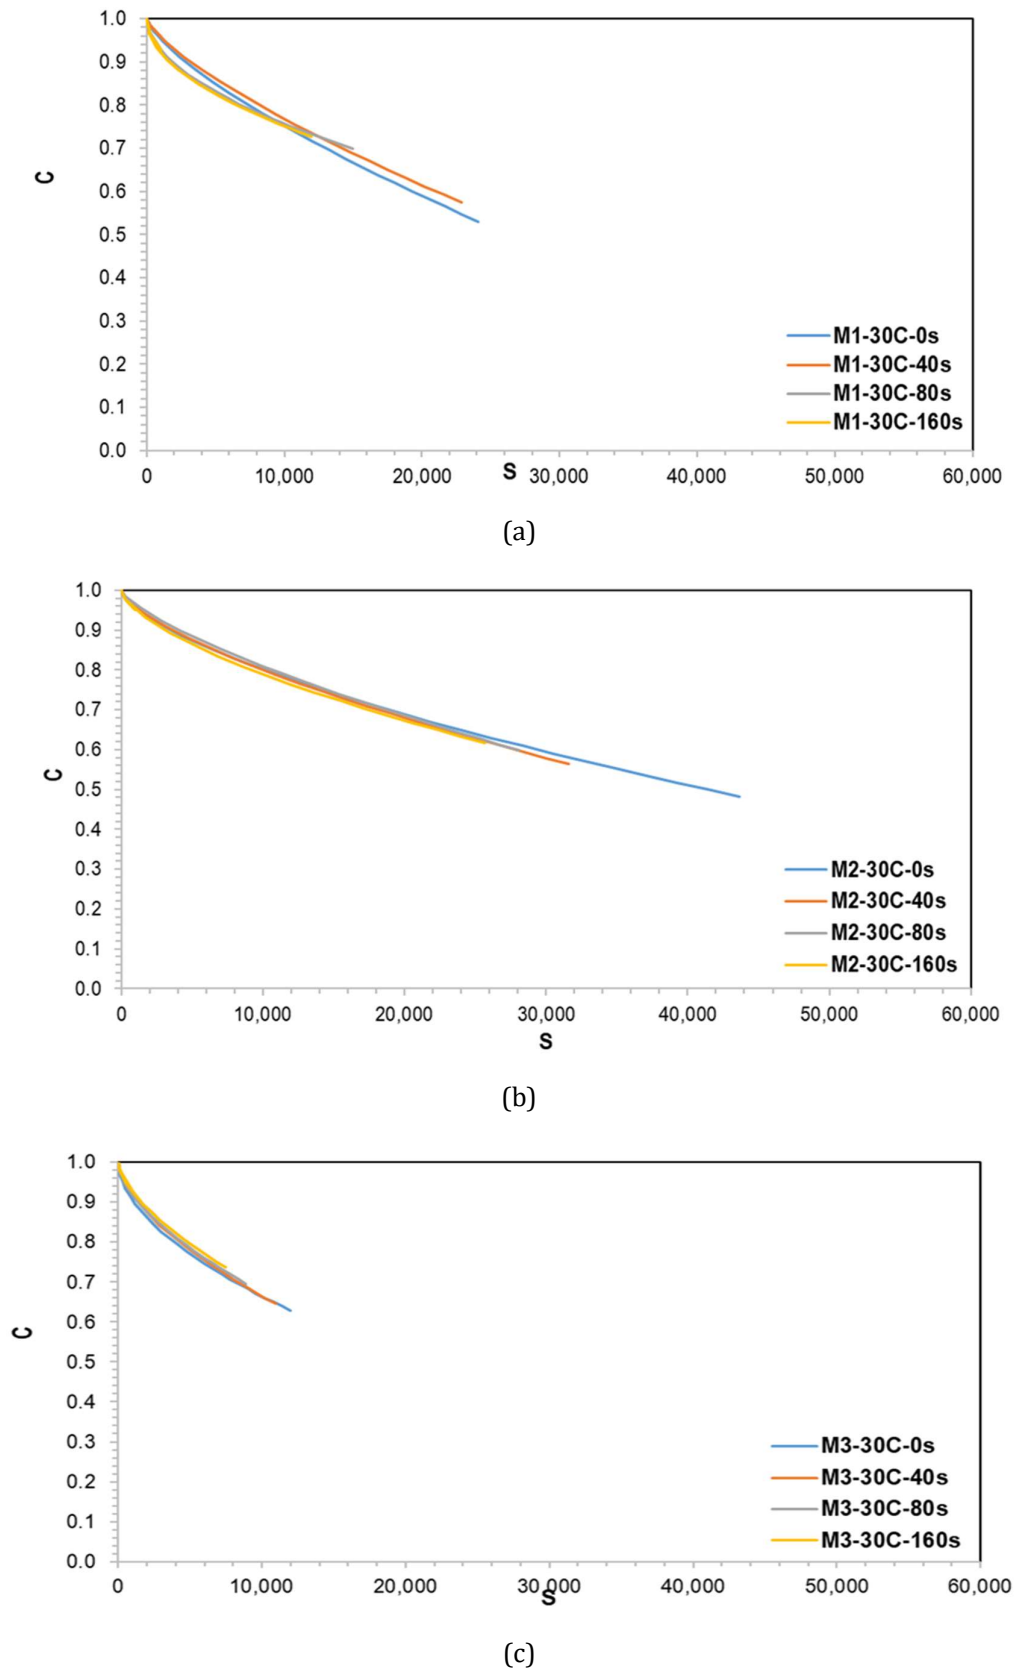 1.0
0.9
0.8
0.7
0.6
0.5
0.4
0.3
0.2
0.1
0.0
C
M1-30C-0s
M1-30C-40s
M1-30C-80s
M1-30C-160s
0 10,000 20,000 30,000 40,000 50,000 60,000
S
(a)
1.0
0.9
0.8
0.7
0.6
0.5
0.4
0.3
0.2
0.1
0.0
C
M2-30C-0s
M2-30C-40s
M2-30C-80s
M2-30C-160s
0 10,000 20,000 30,000 40,000 50,000 60,000
S
(b)
1.0
0.9
0.8
0.7
0.6
0.5
0.4
0.3
0.2
0.1
0.0
C
M3-30C-0s
M3-30C-40s
M3-30C-80s
M3-30C-160s
0 10,000 20,000 30,000 40,000 50,000 60,000
S
(c)